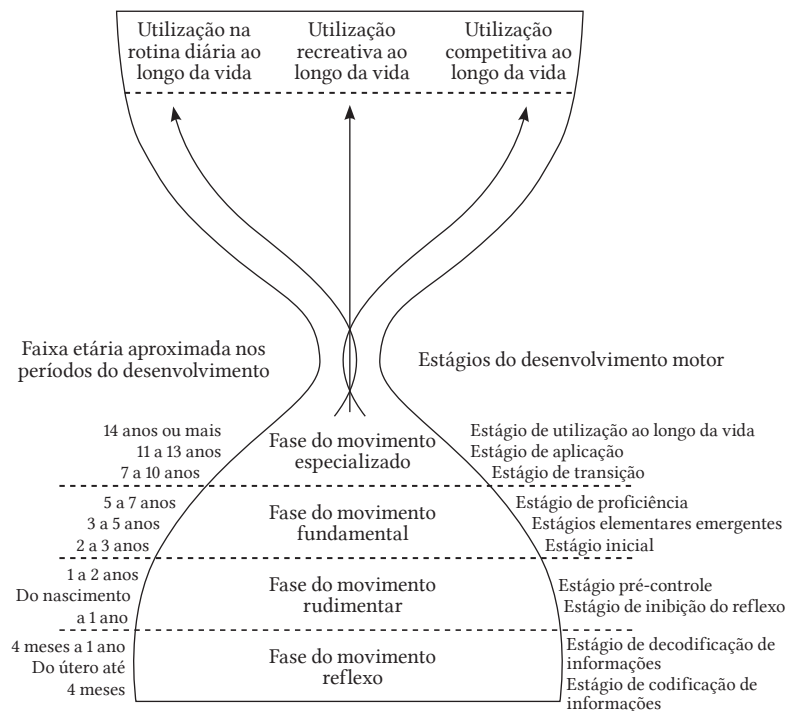 Utilização na
rotina diária ao
longo da vida
Utilização
recreativa ao
longo da vida
Utilização
competitiva ao
longo da vida
Faixa etária aproximada nos
períodos do desenvolvimento
Estágios do desenvolvimento motor
14 anos ou mais
11 a 13 anos
7 a 10 anos
Fase do movimento
especializado
Estágio de utilização ao longo da vida
Estágio de aplicação
Estágio de transição
5 a 7 anos
3 a 5 anos
2 a 3 anos
Fase do movimento
fundamental
Estágio de proficiência
Estágios elementares emergentes
Estágio inicial
1 a 2 anos
Do nascimento
a 1 ano
Fase do movimento
rudimentar
Estágio pré-controle
Estágio de inibição do reflexo
4 meses a 1 ano
Do útero até
4 meses
Fase do movimento
reflexo
Estágio de decodificação de
informações
Estágio de codificação de
informações